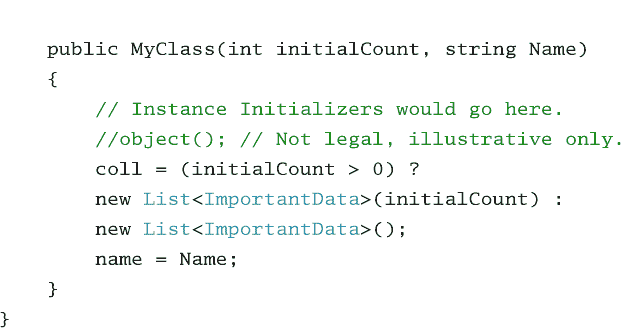 public MyClass(int initialCount, string Name)
{
// Instance Initializers would go here.
//object(); // Not legal, illustrative only.
coll = (initialCount > 0) ?
new List<ImportantData>(initialCount) :
new List<ImportantData>();
name = Name;
}
}